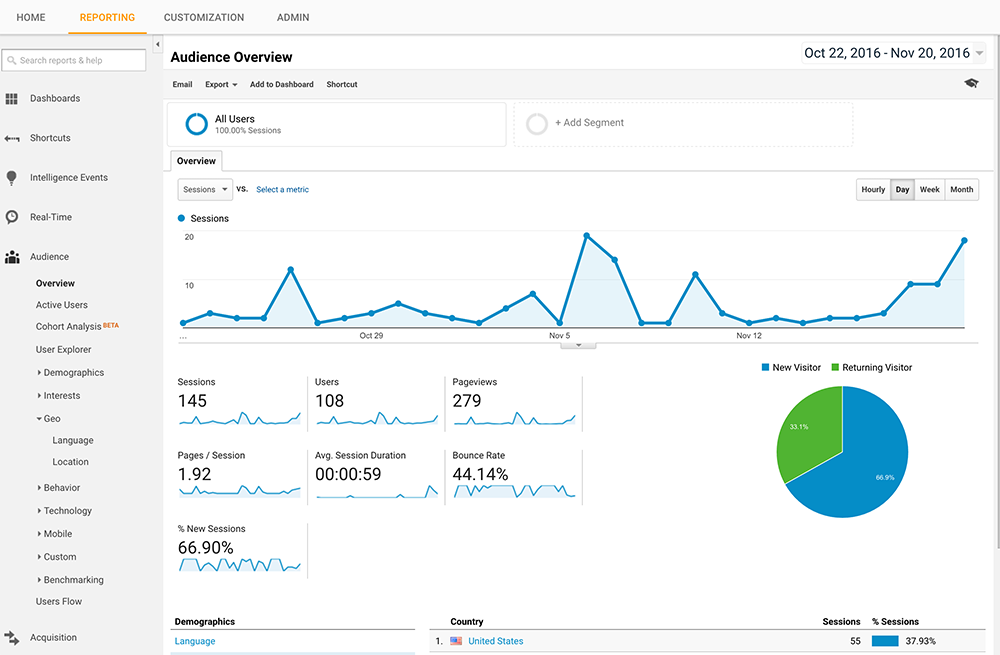 HOME REPORTING CUSTOMIZATION ADMIN
Search reports & help
Dashboards
Shortcuts
Intelligence Events
Real-Time
Audience
Overview
Active Users
Cohort Analysis BETA
User Explorer
Demographics
Interests
Geo
Language
Location
Behavior
Technology
Mobile
Custom
Benchmarking
Users Flow
Acquisition
Audience Overview
Oct 22, 2016 - Nov 20, 2016
Email Export Add to Dashboard Shortcut
All Users
100.00% Sessions
+ Add Segment
Overview
Sessions VS. Select a metric
Hourly Day Week Month
Sessions
20
10
... Oct 29 Nov 5 Nov 12
Sessions
145
Users
108
Pageviews
279
Pages / Session
1.92
Avg. Session Duration
00:00:59
Bounce Rate
44.14%
% New Sessions
66.90%
New Visitor Returning Visitor
33.1%
66.9%
Demographics
Language
Country Sessions % Sessions
1. United States 55 37.93%